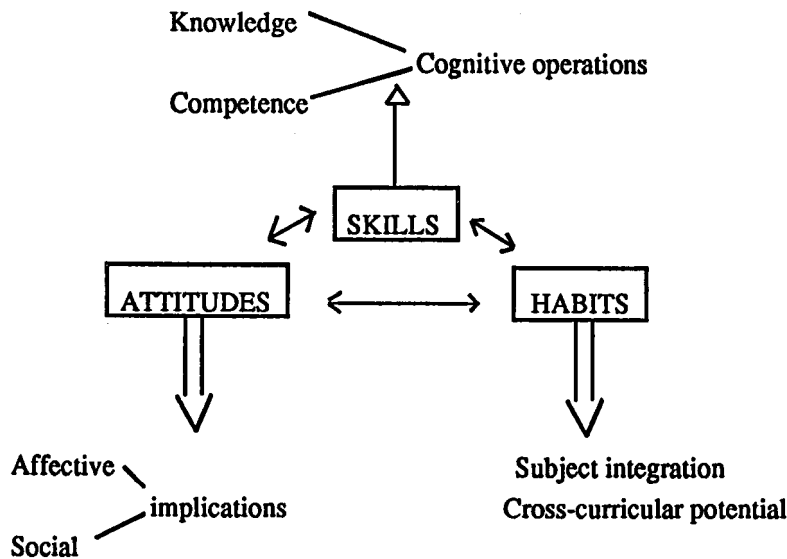 Knowledge
Cognitive operations
Competence
SKILLS
ATTITUDES
HABITS
Affective
implications
Social
Subject integration
Cross-curricular potential